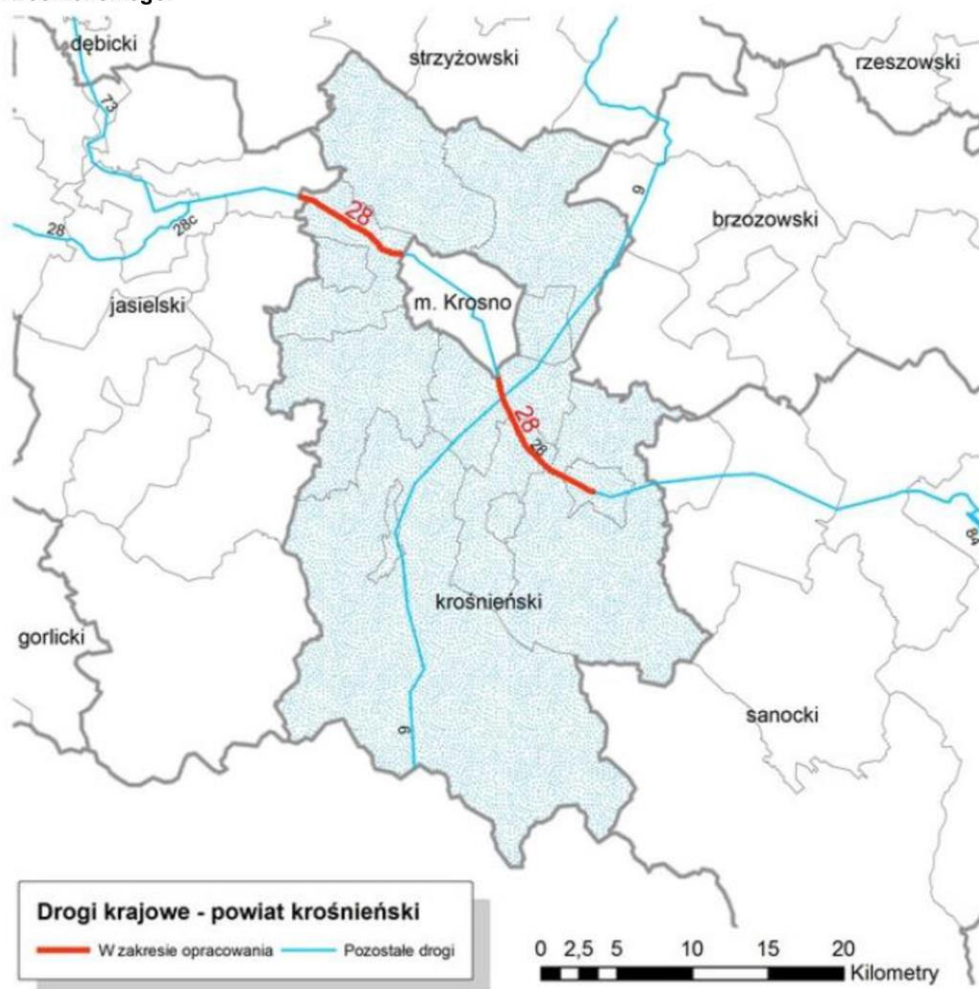 dębicki
strzyżowski
rzeszowski
73
9
28
28
28c
brzozowski
jasielski
m. Krosno
28
28
84
krośnieński
gorlicki
sanocki
9
Drogi krajowe - powiat krośnieński
W zakresie opracowania
Pozostałe drogi
0 2,5 5 10 15 20
Kilometry